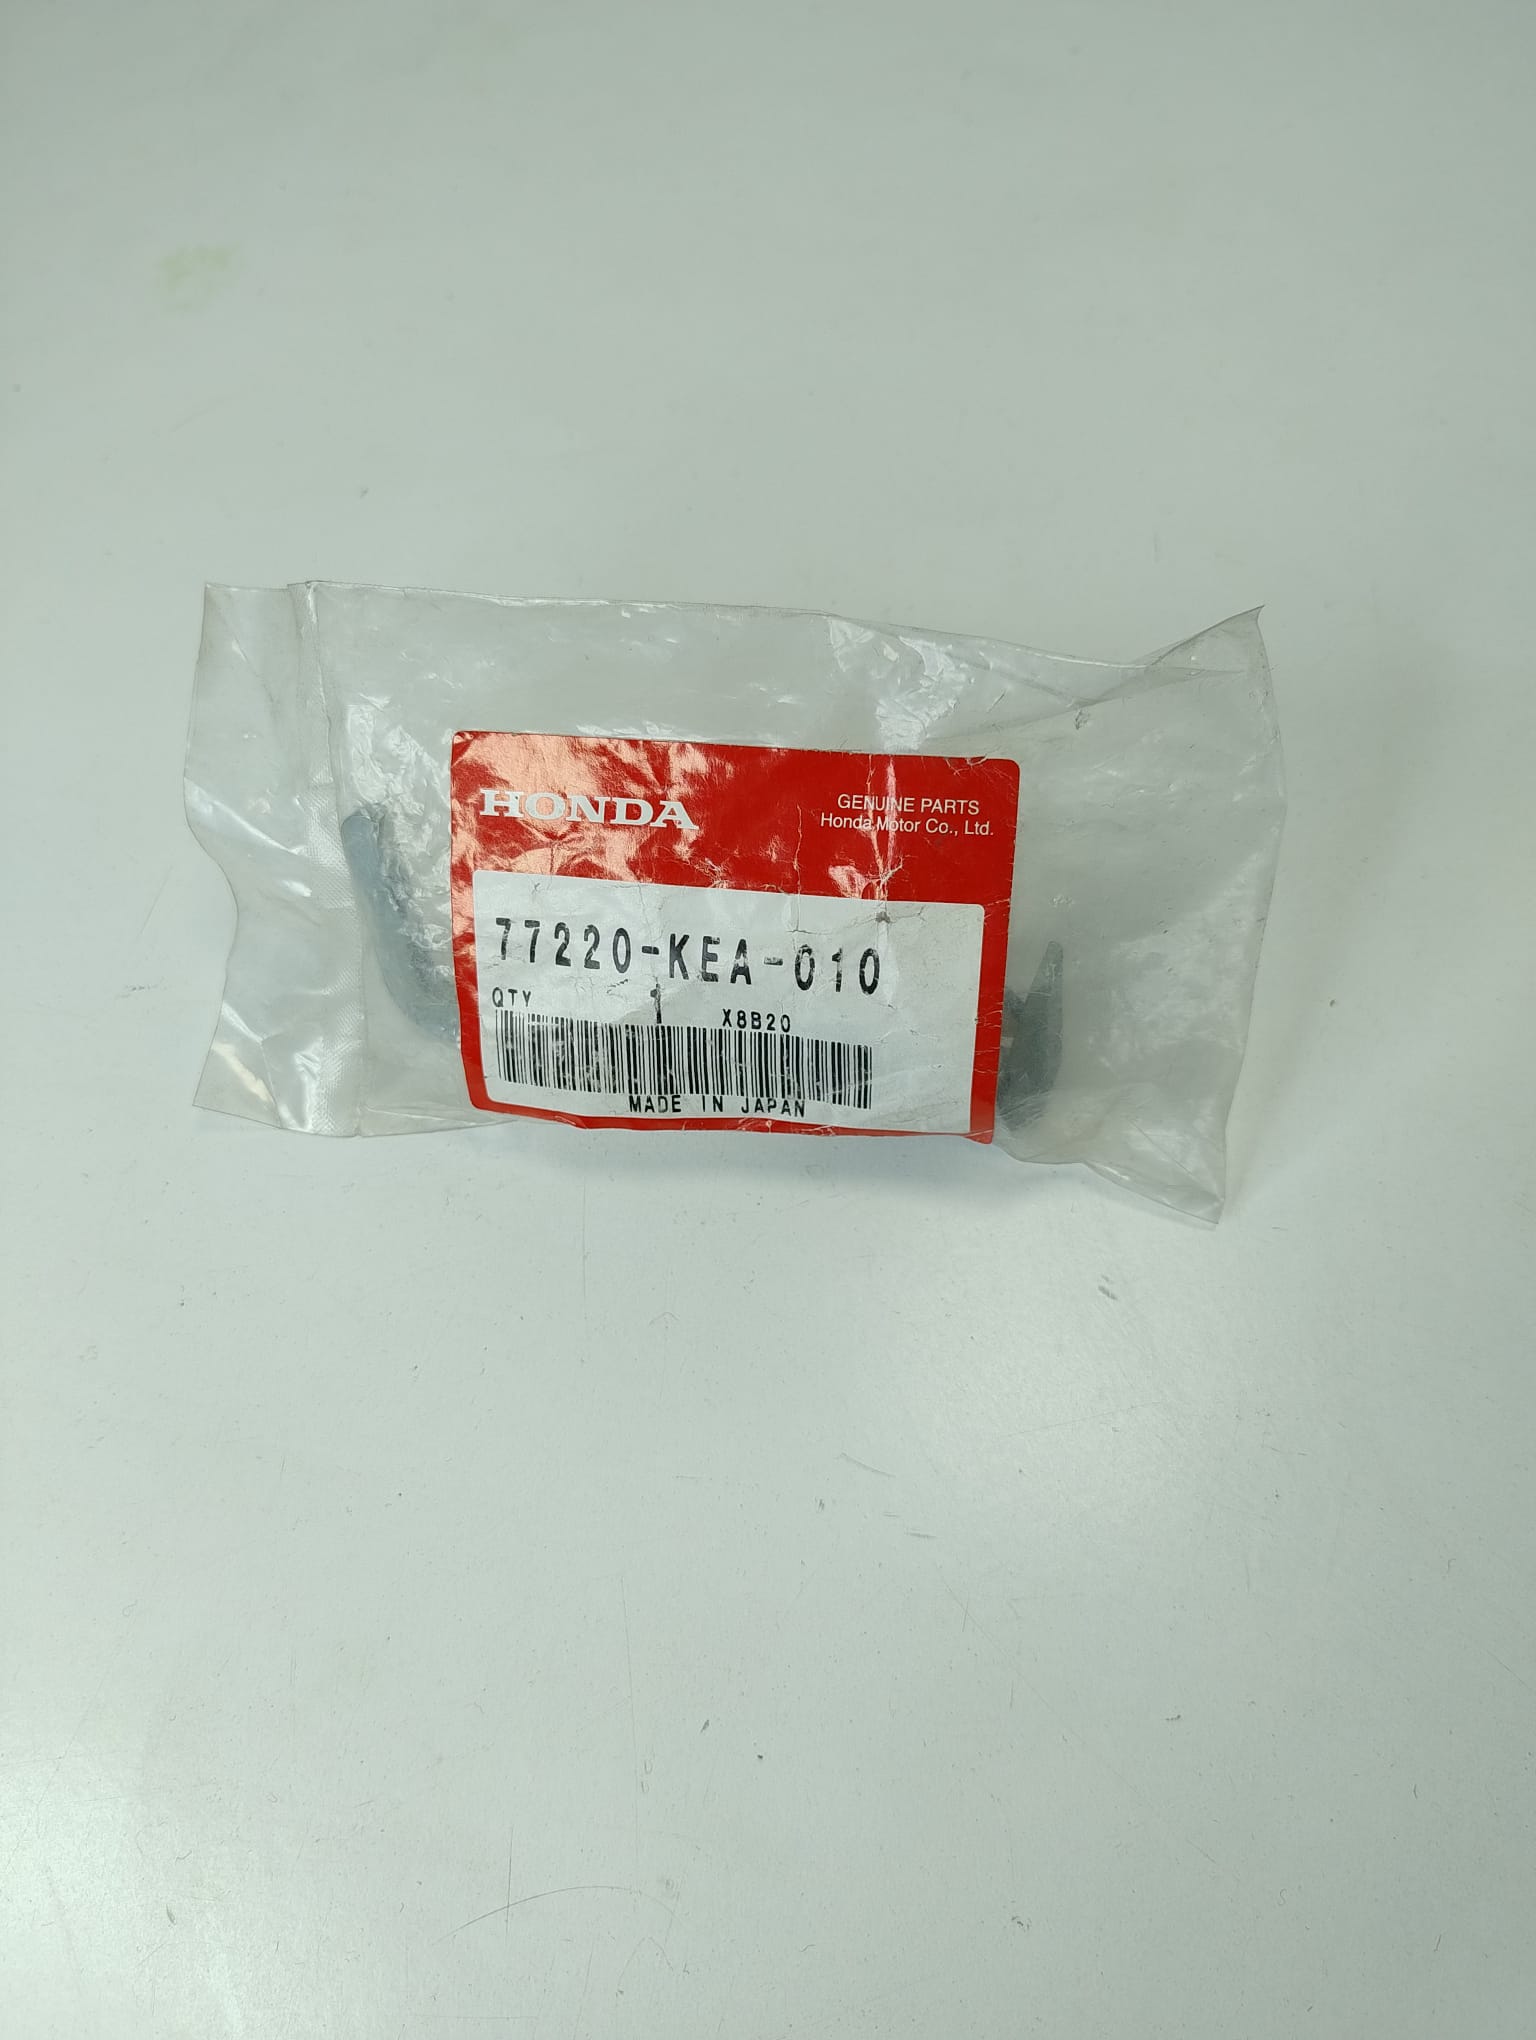 HONDA
GENUINE PARTS
Honda Motor Co., Ltd.
77220-KEA-010
QTY 1 X8B20
MADE IN JAPAN